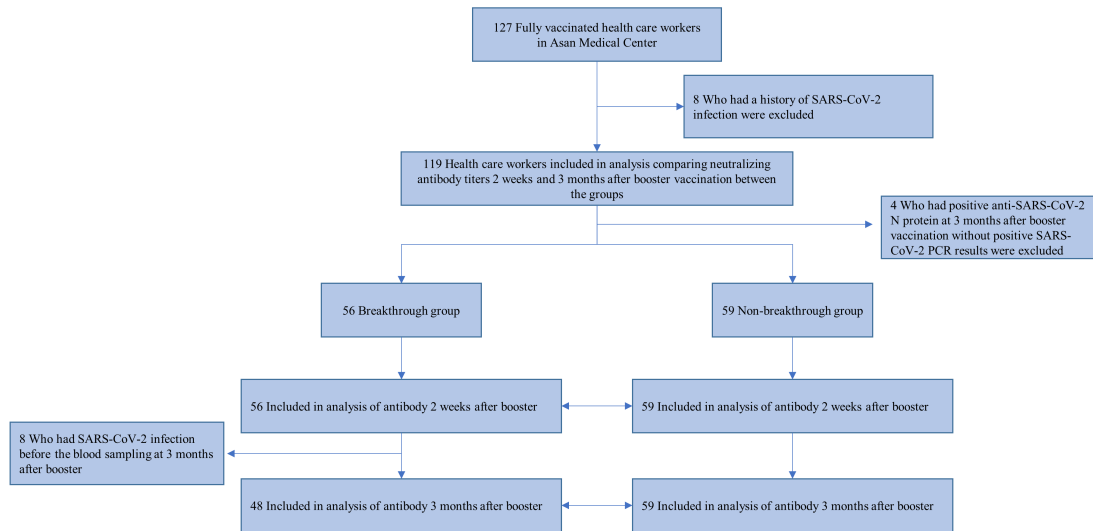 127 Fully vaccinated health care workers
in Asan Medical Center
8 Who had a history of SARS-CoV-2
infection were excluded
119 Health care workers included in analysis comparing neutralizing
antibody titers 2 weeks and 3 months after booster vaccination between
the groups
4 Who had positive anti-SARS-CoV-2
N protein at 3 months after booster
vaccination without positive SARS-
CoV-2 PCR results were excluded
56 Breakthrough group
59 Non-breakthrough group
56 Included in analysis of antibody 2 weeks after booster
59 Included in analysis of antibody 2 weeks after booster
8 Who had SARS-CoV-2 infection
before the blood sampling at 3 months
after booster
48 Included in analysis of antibody 3 months after booster
59 Included in analysis of antibody 3 months after booster